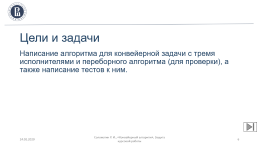 Цели и задачи
Написание алгоритма для конвейерной задачи с тремя
исполнителями и переборного алгоритма (для проверки), а
также написание тестов к ним.